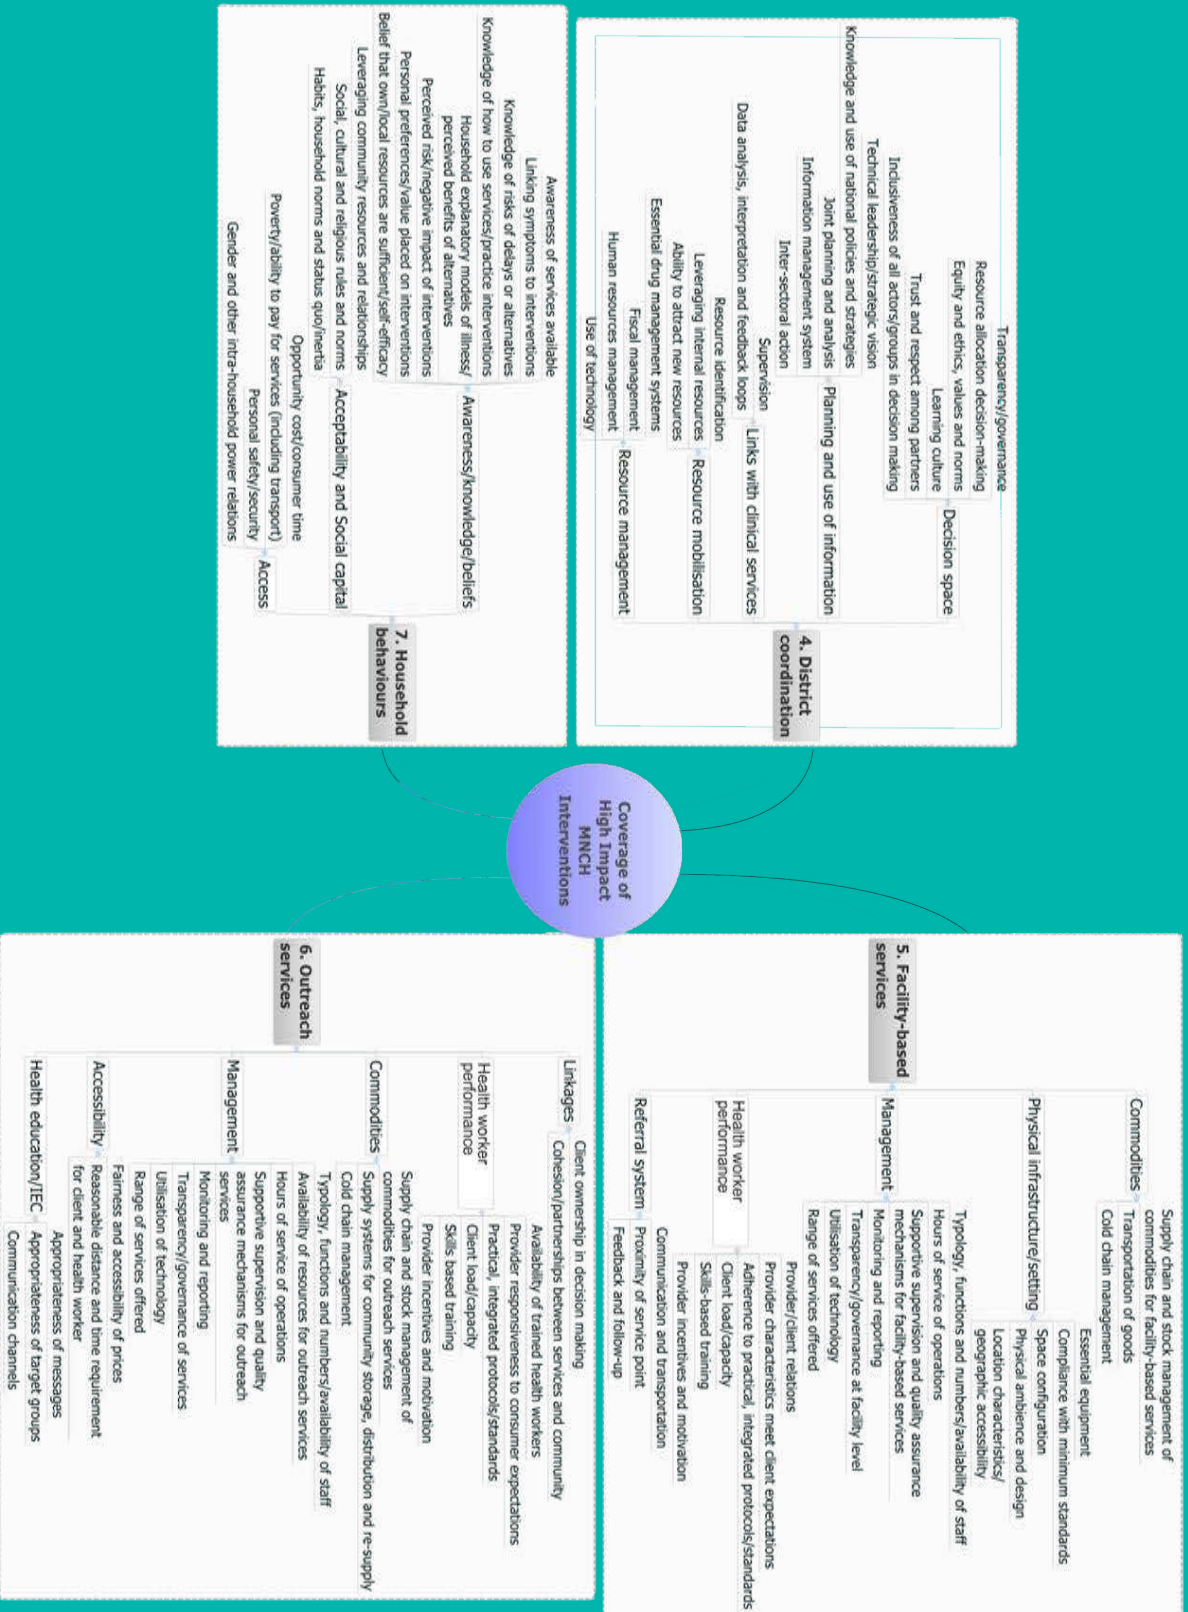 Transparency/governance
Resource allocation decision-making
Equity and ethics, values and norms
Learning culture
Trust and respect among partners
Inclusiveness of all actors/groups in decision making
Technical leadership/strategic vision
Decision space
Knowledge and use of national policies and strategies
Joint planning and analysis
Information management system
Inter-sectoral action
Planning and use of information
Data analysis, interpretation and feedback loops
Supervision
Links with clinical services
Resource identification
Leveraging internal resources
Ability to attract new resources
Resource mobilisation
Essential drug management systems
Fiscal management
Human resources management
Use of technology
Resource management
4. District
coordination
Awareness of services available
Linking symptoms to interventions
Knowledge of risks of delays or alternatives
Knowledge of how to use services/practice interventions
Household explanatory models of illness/
perceived benefits of alternatives
Perceived risk/negative impact of interventions
Personal preferences/value placed on interventions
Belief that own/local resources are sufficient/self-efficacy
Awareness/knowledge/beliefs
Leveraging community resources and relationships
Social, cultural and religious rules and norms
Habits, household norms and status quo/inertia
Acceptability and Social capital
Opportunity cost/consumer time
Poverty/ability to pay for services (including transport)
Personal safety/security
Gender and other intra-household power relations
Access
7. Household
behaviours
Coverage of
High Impact
MNCH
Interventions
5. Facility-based
services
Commodities
Supply chain and stock management of
commodities for facility-based services
Transportation of goods
Cold chain management
Physical infrastructure/setting
Essential equipment
Compliance with minimum standards
Space configuration
Physical ambience and design
Location characteristics/
geographic accessibility
Management
Typology, functions and numbers/availability of staff
Hours of service of operations
Supportive supervision and quality assurance
mechanisms for facility-based services
Monitoring and reporting
Transparency/governance at facility level
Utilisation of technology
Range of services offered
Health worker
performance
Provider/client relations
Provider characteristics meet client expectations
Adherence to practical, integrated protocols/standards
Client load/capacity
Skills-based training
Provider incentives and motivation
Referral system
Communication and transportation
Proximity of service point
Feedback and follow-up
6. Outreach
services
Linkages
Client ownership in decision making
Cohesion/partnerships between services and community
Health worker
performance
Availability of trained health workers
Provider responsiveness to consumer expectations
Practical, integrated protocols/standards
Client load/capacity
Skills based training
Provider incentives and motivation
Commodities
Supply chain and stock management of
commodities for outreach services
Supply systems for community storage, distribution and re-supply
Cold chain management
Management
Typology, functions and numbers/availability of staff
Availability of resources for outreach services
Hours of service of operations
Supportive supervision and quality
assurance mechanisms for outreach
services
Monitoring and reporting
Transparency/governance of services
Utilisation of technology
Range of services offered
Accessibility
Fairness and accessibility of prices
Reasonable distance and time requirement
for client and health worker
Health education/IEC
Appropriateness of messages
Appropriateness of target groups
Communication channels